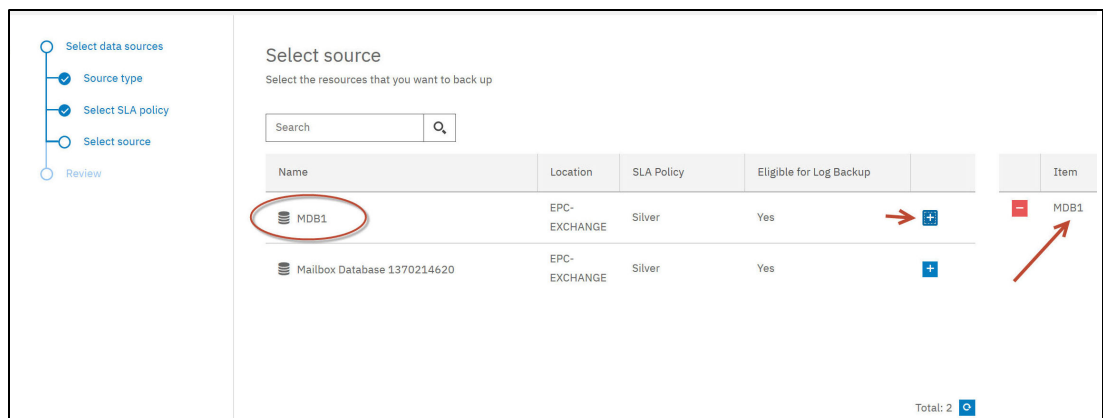 Select data sources
Source type
Select SLA policy
Select source
Review
Select source
Select the resources that you want to back up
Search
Name Location SLA Policy Eligible for Log Backup Item
MDB1 EPC-EXCHANGE Silver Yes MDB1
Mailbox Database 1370214620 EPC-EXCHANGE Silver Yes
Total: 2